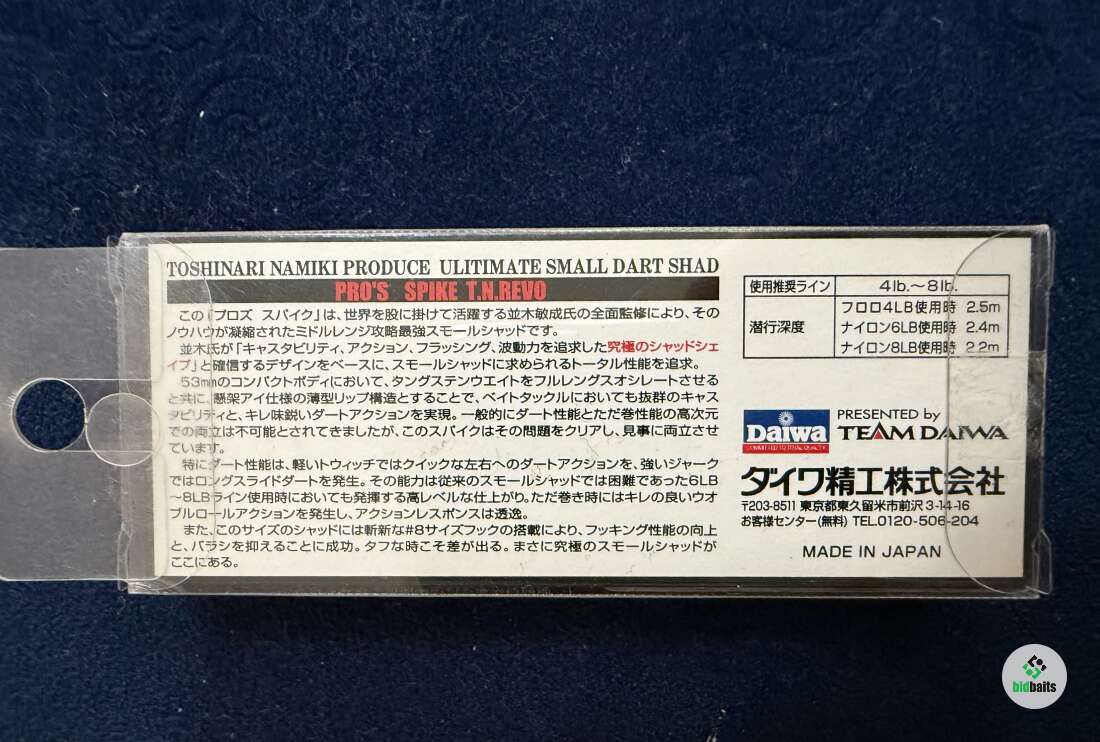 TOSHINARI NAMIKI PRODUCE ULITIMATE SMALL DART SHAD
PRO'S SPIKE T.N.REVO
この「プロズ スパイク」は、世界を股に掛けて活躍する並木敏成氏の全面監修により、その
ノウハウが凝縮されたミドルレンジ攻略最強スモールシャッドです。
並木氏が「キャスタビリティ、アクション、フラッシング、波動力を追求した究極のシャッドシェ
イプ」と確信するデザインをベースに、スモールシャッドに求められるトータル性能を追求。
53mmのコンパクトボディにおいて、タングステンウエイトをフルレングスオシレートさせる
と共に、懸架アイ仕様の薄型リップ構造とすることで、ベイトタックルにおいても抜群のキャス
タビリティと、キレ味鋭いダートアクションを実現。一般的にダート性能とただ巻性能の高次元
での両立は不可能とされてきましたが、このスパイクはその問題をクリアし、見事に両立させ
ています。
特にダート性能は、軽いトウィッチではクイックな左右へのダートアクションを、強いジャーク
ではロングスライドダートを発生。その能力は従来のスモールシャッドでは困難であった6LB
～8LBライン使用時においても発揮する高レベルな仕上がり。ただ巻き時にはキレの良いウオ
ブルロールアクションを発生し、アクションレスポンスは透逸。
また、このサイズのシャッドには斬新な#8サイズフックの搭載により、フッキング性能の向上
と、バラシを抑えることに成功。タフな時こそ差が出る。まさに究極のスモールシャッドが
ここにある。
使用推奨ライン 4lb.～8lb.
潜行深度 フロロ4LB使用時 2.5m
ナイロン6LB使用時 2.4m
ナイロン8LB使用時 2.2m
Daiwa
PRESENTED by
TEAM DAIWA
ダイワ精工株式会社
〒203-8511 東京都東久留米市前沢3-14-16
お客様センター(無料) TEL.0120-506-204
MADE IN JAPAN
bidbaits